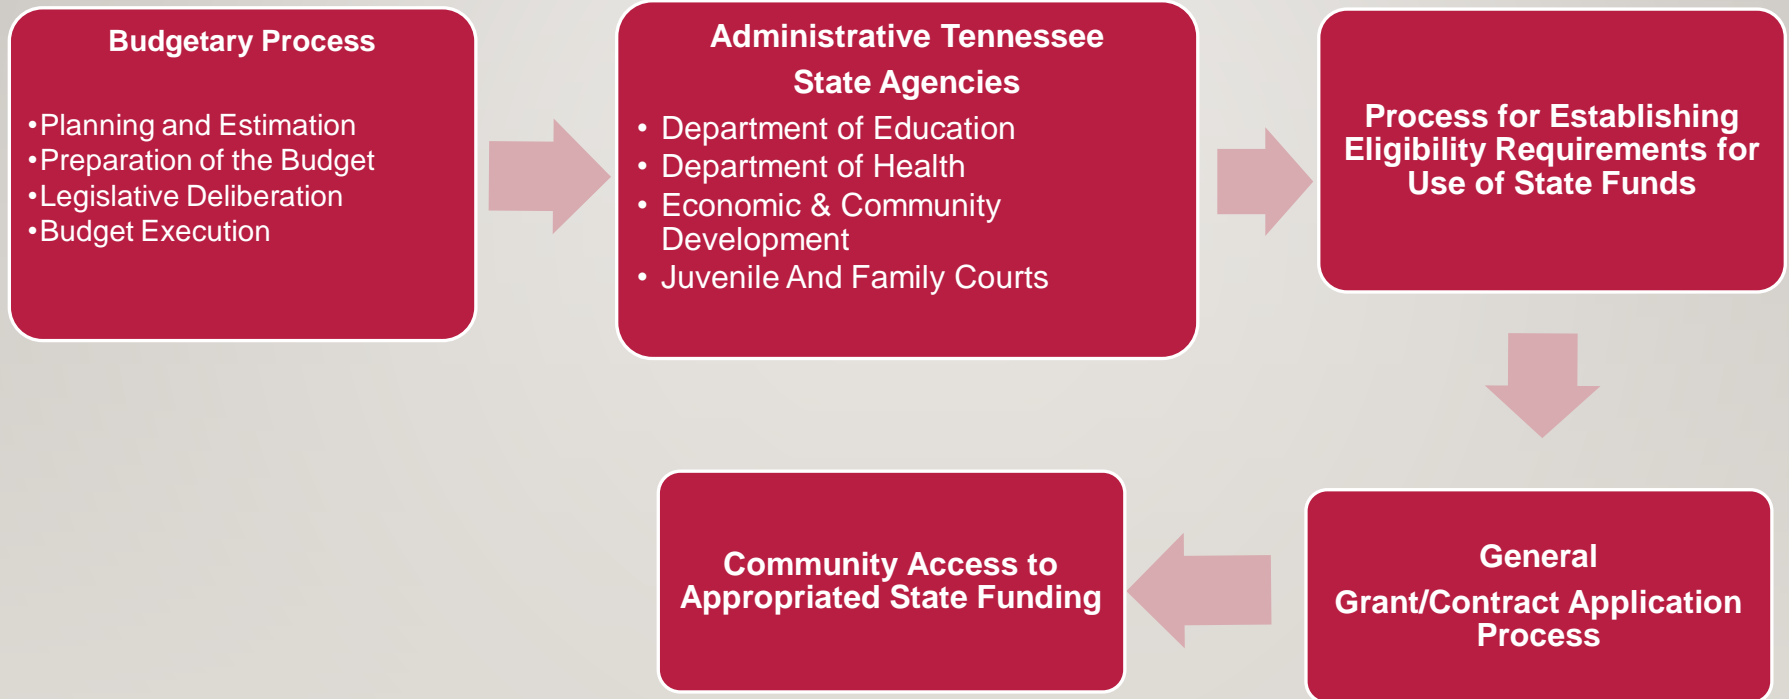 Budgetary Process
•Planning and Estimation
•Preparation of the Budget
•Legislative Deliberation
•Budget Execution
Administrative Tennessee
State Agencies
• Department of Education
• Department of Health
• Economic & Community
Development
• Juvenile And Family Courts
Process for Establishing
Eligibility Requirements for
Use of State Funds
General
Grant/Contract Application
Process
Community Access to
Appropriated State Funding